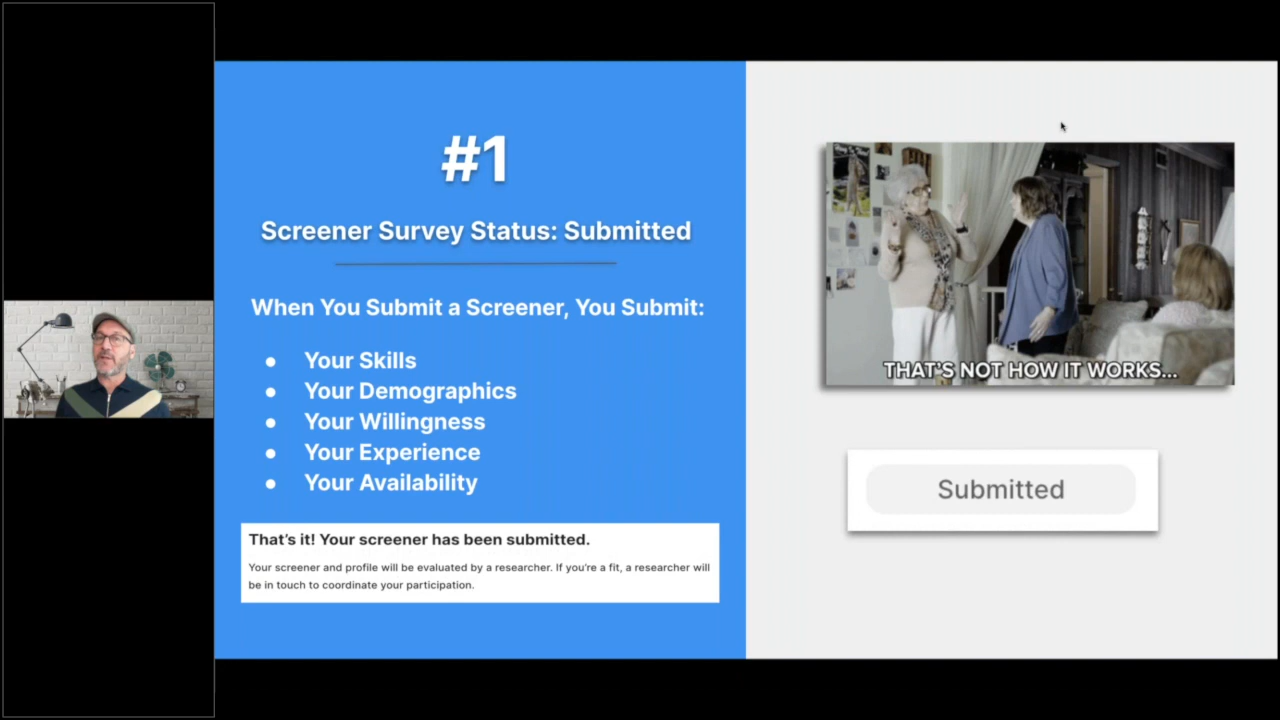 #1
Screener Survey Status: Submitted
When You Submit a Screener, You Submit:
● Your Skills
● Your Demographics
● Your Willingness
● Your Experience
● Your Availability
That's it! Your screener has been submitted.
Your screener and profile will be evaluated by a researcher. If you're a fit, a researcher will
be in touch to coordinate your participation.
THAT'S NOT HOW IT WORKS...
Submitted